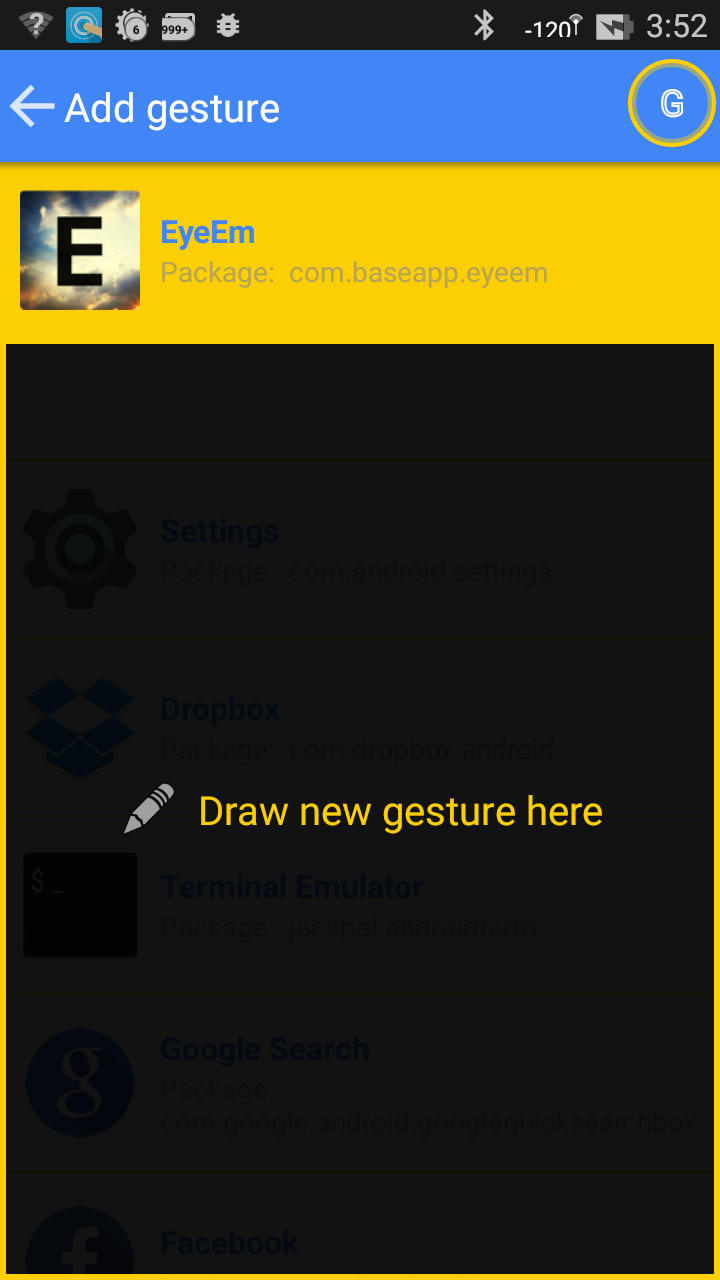 ?
6
999+
-120
3:52
Add gesture
G
E
EyeEm
Package: com.baseapp.eyeem
Settings
Package: com.android.settings
Dropbox
Package: com.dropbox.android
Draw new gesture here
$ _
Terminal Emulator
Package: jackpal.androidterm
g
Google Search
Package:
com.google.android.googlequicksearchbox
f
Facebook